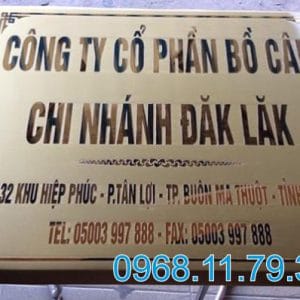 CÔNG TY CỔ PHẦN BỒ CÂ
CHI NHÁNH ĐĂK LĂK
32 KHU HIỆP PHÚC - P.TÂN LỢI - TP. BUÔN MA THUỘT - TỈNH
TEL: 05003 997 888 - FAX: 05003 997 888
0968.11.79.3